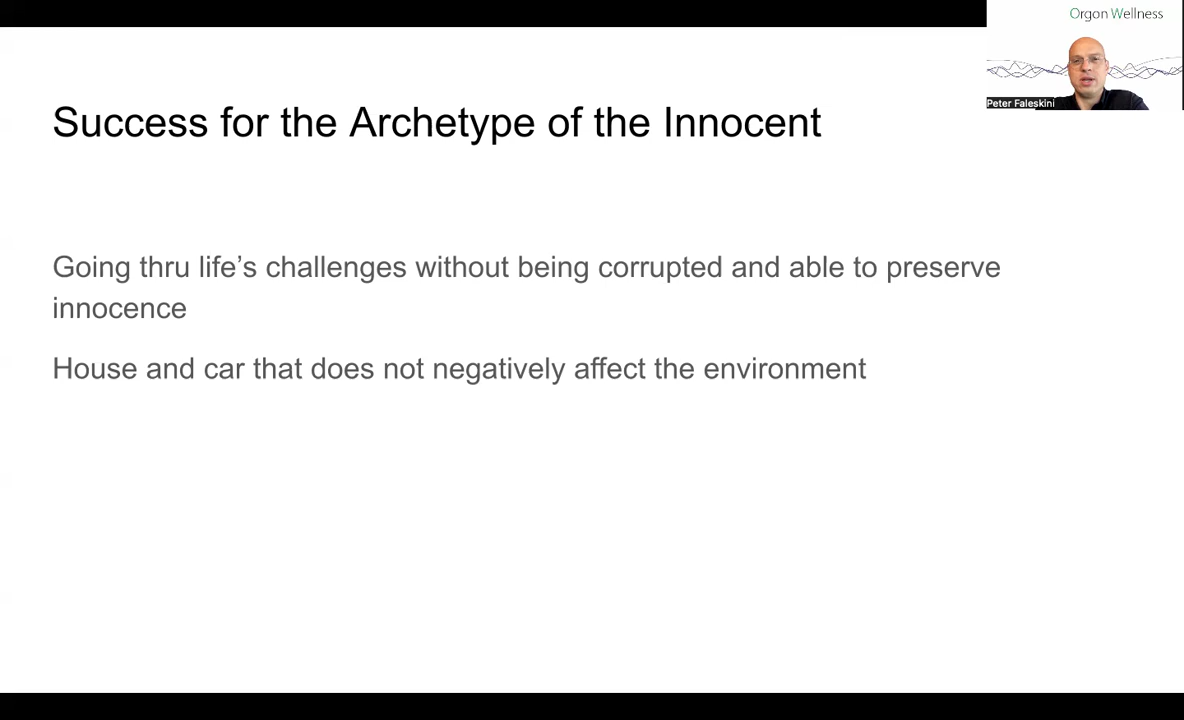 Orgon Wellness
Peter Faleskini
Success for the Archetype of the Innocent
Going thru life’s challenges without being corrupted and able to preserve
innocence
House and car that does not negatively affect the environment